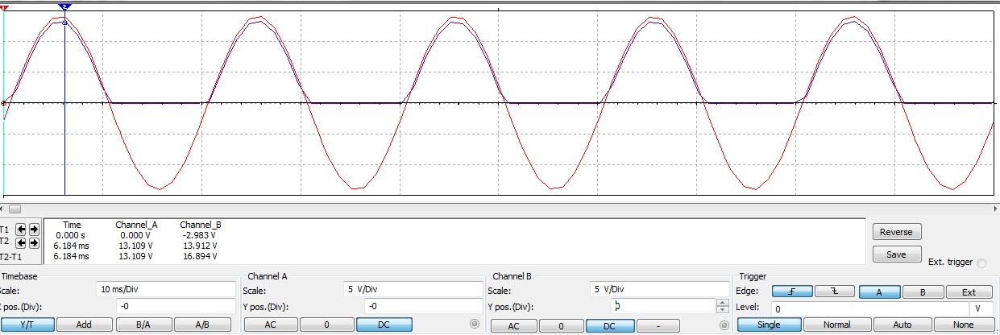 1
2
Time Channel_A Channel_B
T1 0.000 s 0.000 V -2.983 V
T2 6.184 ms 13.109 V 13.912 V
T2-T1 6.184 ms 13.109 V 16.894 V
Reverse
Save
Ext. trigger
Timebase
Scale: 10 ms/Div
pos.(Div): -0
Y/T Add B/A A/B
Channel A
Scale: 5 V/Div
Y pos.(Div): -0
AC 0 DC
Channel B
Scale: 5 V/Div
Y pos.(Div): 0
AC 0 DC -
Trigger
Edge: A B Ext
Level: 0 V
Single Normal Auto None